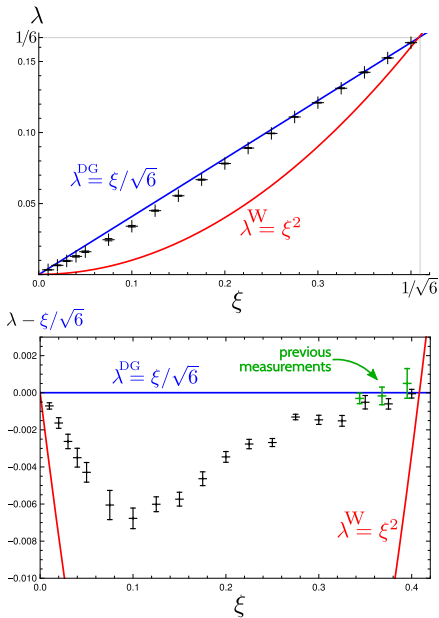 λ
1/6
0.15
0.10
0.05
λ^DG = ξ/√6
λ^W = ξ²
0.0 0.1 0.2 0.3 1/√6
ξ
λ − ξ/√6
0.002
0.000
-0.002
-0.004
-0.006
-0.008
-0.010
λ^DG = ξ/√6
previous
measurements
λ^W = ξ²
0.0 0.1 0.2 0.3 0.4
ξ